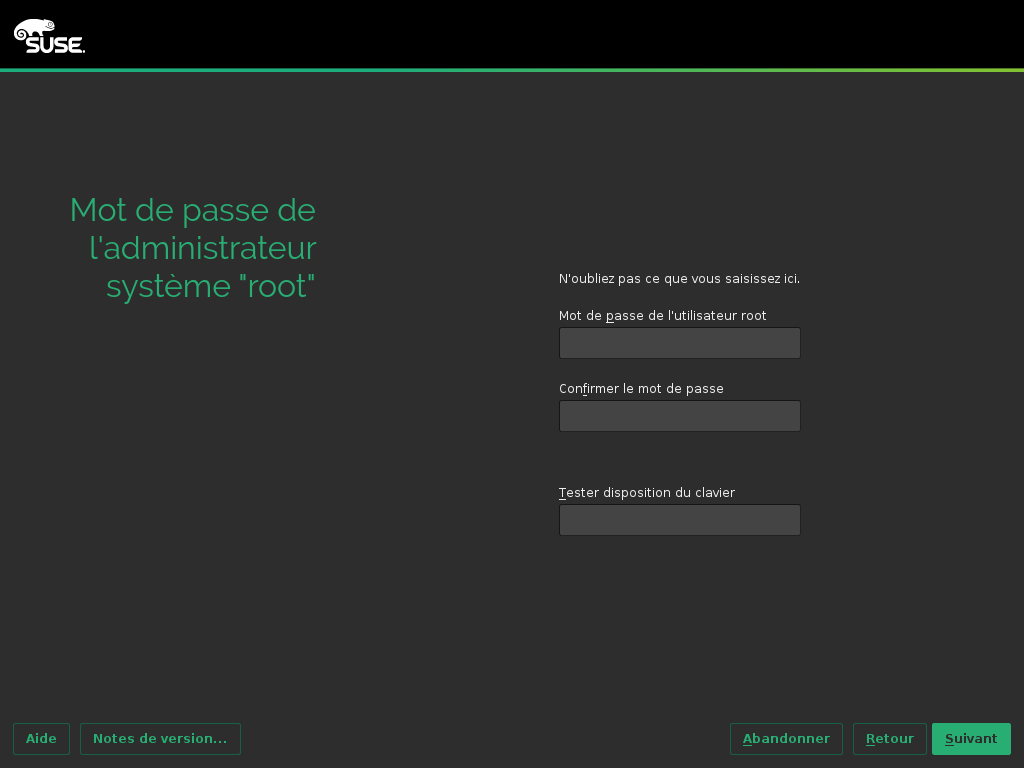 SUSE.
Mot de passe de
l'administrateur
système "root"
N'oubliez pas ce que vous saisissez ici.
Mot de passe de l'utilisateur root
Confirmer le mot de passe
Tester disposition du clavier
Aide
Notes de version...
Abandonner
Retour
Suivant